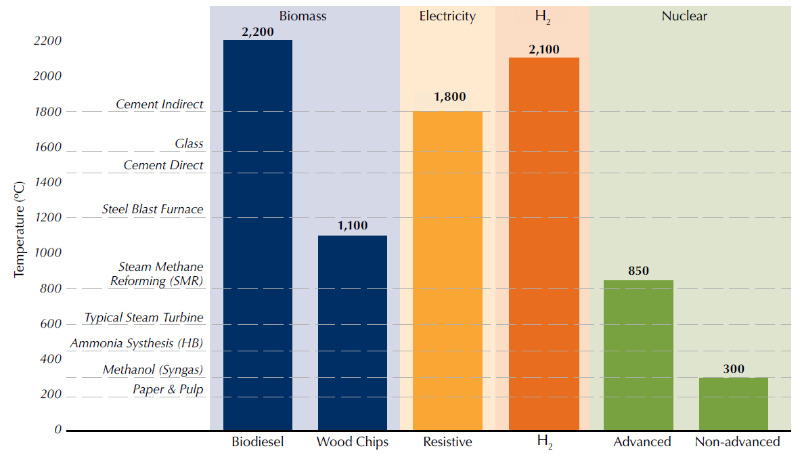 Biomass
Electricity
H2
Nuclear
2,200
2,100
1,800
1,100
850
300
Temperature (ºC)
2200
2000
1800
1600
1400
1200
1000
800
600
400
200
0
Cement Indirect
Glass
Cement Direct
Steel Blast Furnace
Steam Methane
Reforming (SMR)
Typical Steam Turbine
Ammonia Systhesis (HB)
Methanol (Syngas)
Paper & Pulp
Biodiesel
Wood Chips
Resistive
H2
Advanced
Non-advanced